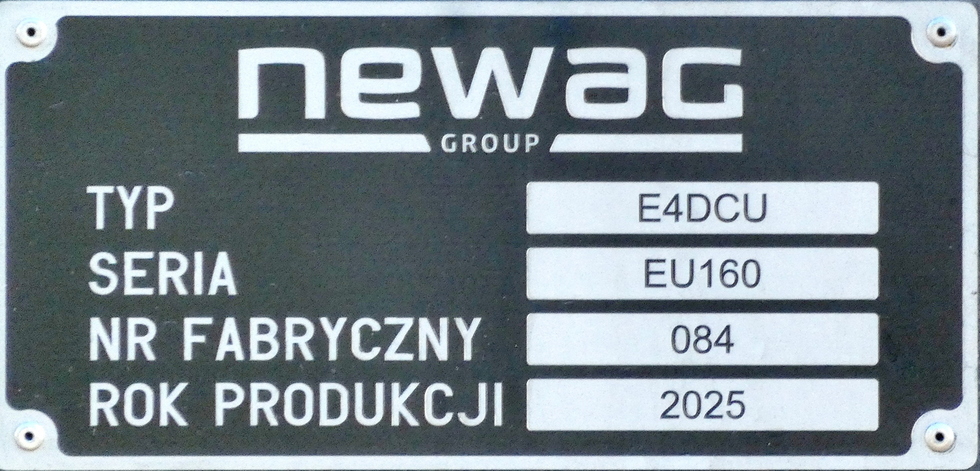 newag
GROUP
TYP E4DCU
SERIA EU160
NR FABRYCZNY 084
ROK PRODUKCJI 2025